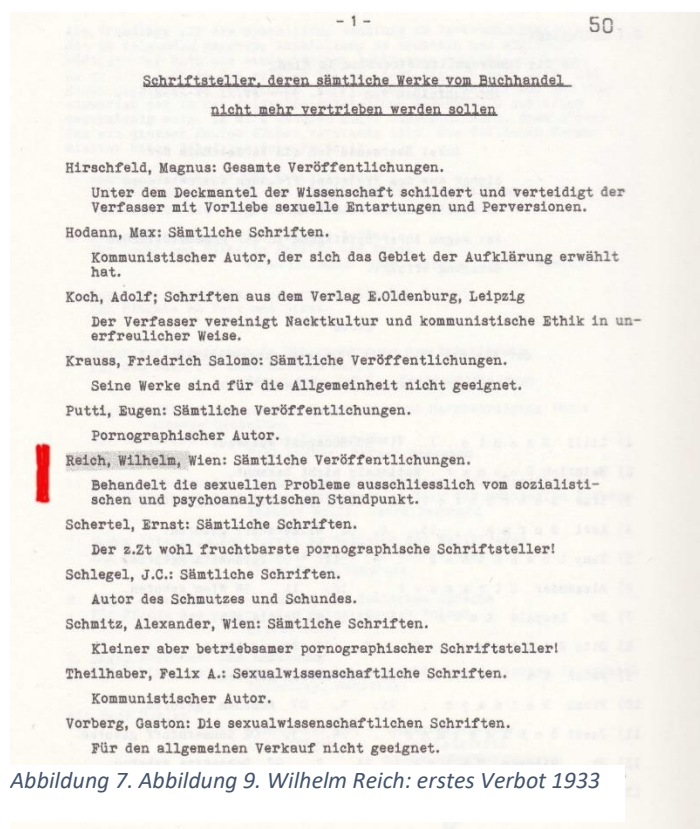 - 1 -
50
Schriftsteller, deren sämtliche Werke vom Buchhandel
nicht mehr vertrieben werden sollen
Hirschfeld, Magnus: Gesamte Veröffentlichungen.
Unter dem Deckmantel der Wissenschaft schildert und verteidigt der
Verfasser mit Vorliebe sexuelle Entartungen und Perversionen.
Hodann, Max: Sämtliche Schriften.
Kommunistischer Autor, der sich das Gebiet der Aufklärung erwählt
hat.
Koch, Adolf; Schriften aus dem Verlag E.Oldenburg, Leipzig
Der Verfasser vereinigt Nacktkultur und kommunistische Ethik in un-
erfreulicher Weise.
Krauss, Friedrich Salomo: Sämtliche Veröffentlichungen.
Seine Werke sind für die Allgemeinheit nicht geeignet.
Putti, Eugen: Sämtliche Veröffentlichungen.
Pornographischer Autor.
Reich, Wilhelm, Wien: Sämtliche Veröffentlichungen.
Behandelt die sexuellen Probleme ausschliesslich vom sozialisti-
schen und psychoanalytischen Standpunkt.
Schertel, Ernst: Sämtliche Schriften.
Der z.Zt wohl fruchtbarste pornographische Schriftsteller!
Schlegel, J.C.: Sämtliche Schriften.
Autor des Schmutzes und Schundes
Schmitz, Alexander, Wien: Sämtliche Schriften.
Kleiner aber betriebsamer pornographischer Schriftsteller!
Theilhaber, Felix A.: Sexualwissenschaftliche Schriften.
Kommunistischer Autor.
Vorberg, Gaston: Die sexualwissenschaftlichen Schriften.
Für den allgemeinen Verkauf nicht geeignet.
Abbildung 7. Abbildung 9. Wilhelm Reich: erstes Verbot 1933